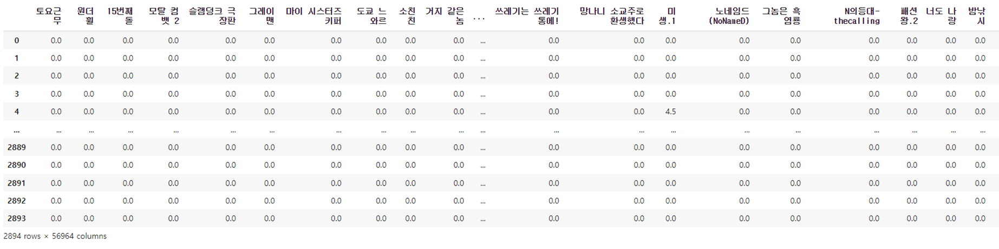 토요근무 원더휠 15번째돌 모탈 컴뱃 2 슬램덩크 극장판 그레이맨 마이 시스터즈 키퍼 도쿄 느와르 소친친 거지 같은 놈 ... 쓰레기는 쓰레기통에! 망나니 소교주로 환생했다 미생.1 노네임드(NoNameD) 그놈은 흑염룡 N의등대-thecalling 패션왕.2 너도 나랑 밤낚시
0 0.0 0.0 0.0 0.0 0.0 0.0 0.0 0.0 0.0 0.0 ... 0.0 0.0 0.0 0.0 0.0 0.0 0.0 0.0 0.0
1 0.0 0.0 0.0 0.0 0.0 0.0 0.0 0.0 0.0 0.0 ... 0.0 0.0 0.0 0.0 0.0 0.0 0.0 0.0 0.0
2 0.0 0.0 0.0 0.0 0.0 0.0 0.0 0.0 0.0 0.0 ... 0.0 0.0 0.0 0.0 0.0 0.0 0.0 0.0 0.0
3 0.0 0.0 0.0 0.0 0.0 0.0 0.0 0.0 0.0 0.0 ... 0.0 0.0 0.0 0.0 0.0 0.0 0.0 0.0 0.0
4 0.0 0.0 0.0 0.0 0.0 0.0 0.0 0.0 0.0 0.0 ... 0.0 0.0 4.5 0.0 0.0 0.0 0.0 0.0 0.0
... ... ... ... ... ... ... ... ... ... ... ... ... ... ... ... ... ... ... ... ...
2889 0.0 0.0 0.0 0.0 0.0 0.0 0.0 0.0 0.0 0.0 ... 0.0 0.0 0.0 0.0 0.0 0.0 0.0 0.0 0.0
2890 0.0 0.0 0.0 0.0 0.0 0.0 0.0 0.0 0.0 0.0 ... 0.0 0.0 0.0 0.0 0.0 0.0 0.0 0.0 0.0
2891 0.0 0.0 0.0 0.0 0.0 0.0 0.0 0.0 0.0 0.0 ... 0.0 0.0 0.0 0.0 0.0 0.0 0.0 0.0 0.0
2892 0.0 0.0 0.0 0.0 0.0 0.0 0.0 0.0 0.0 0.0 ... 0.0 0.0 0.0 0.0 0.0 0.0 0.0 0.0 0.0
2893 0.0 0.0 0.0 0.0 0.0 0.0 0.0 0.0 0.0 0.0 ... 0.0 0.0 0.0 0.0 0.0 0.0 0.0 0.0 0.0
2894 rows × 56964 columns